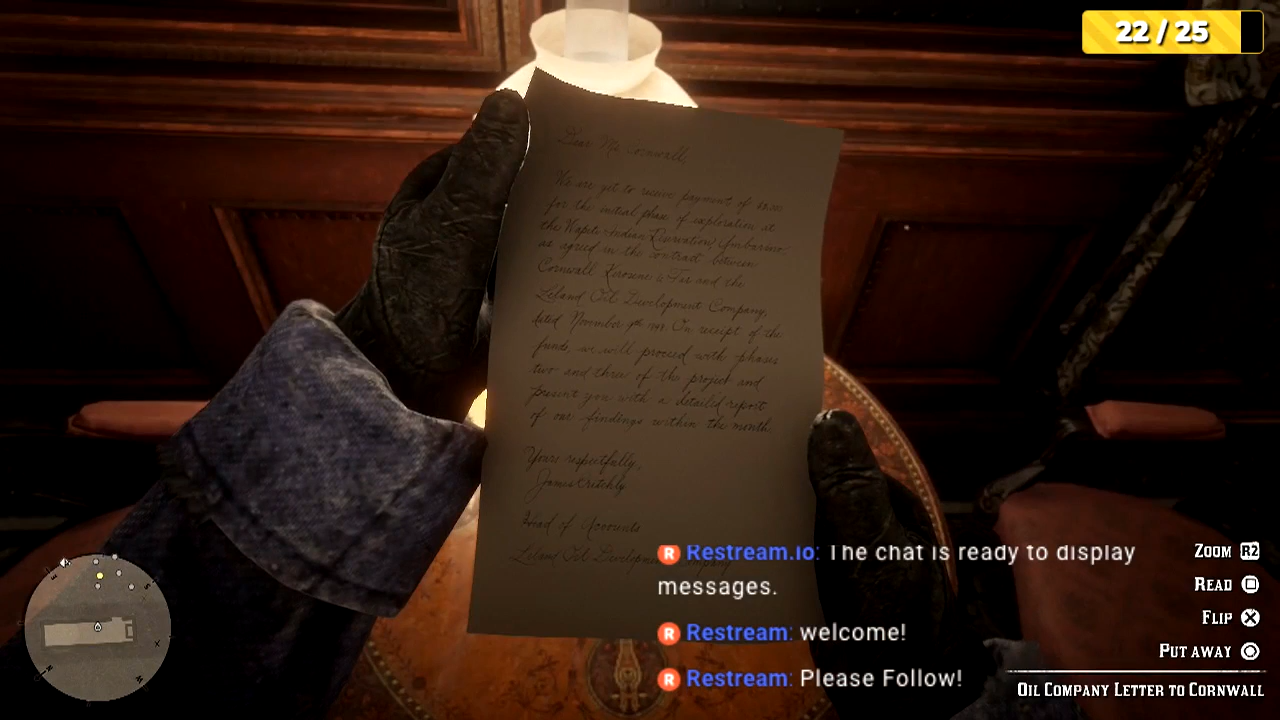 22 / 25
Dear Mr Cornwall,
We are yet to receive payment of
for the initial phase of exploration at
the Wapiti Indian Reservation, Ambarino,
as agreed in the contract between
Cornwall Kerosene & Tar and the
Leland Oil Development Company,
dated November 9th On receipt of the
funds, we will proceed with phases
two and three of the project and
present you with a detailed report
of our findings within the month.
Yours respectfully,
James Critchly
Head of Accounts
Leland Oil Development Company
Restream.io: The chat is ready to display
messages.
Restream: welcome!
Restream: Please Follow!
ZOOM R2
READ
FLIP
PUT AWAY
OIL COMPANY LETTER TO CORNWALL